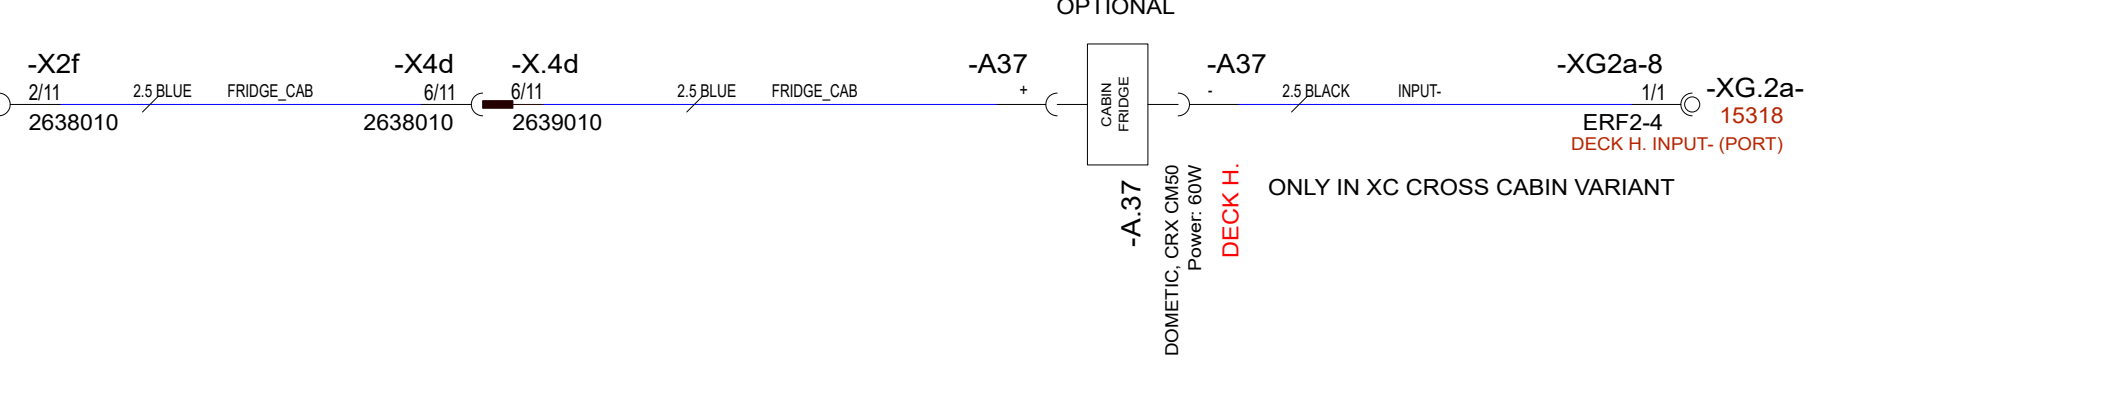 OPTIONAL
-X2f
-X4d
-X.4d
-A37
-A37
-XG2a-8
-XG.2a-
2/11
2.5 BLUE
FRIDGE_CAB
6/11
6/11
2.5 BLUE
FRIDGE_CAB
+
CABIN
FRIDGE
-
2.5 BLACK
INPUT-
1/1
15318
2638010
2638010
2639010
ERF2-4
DECK H. INPUT- (PORT)
-A.37
DOMETIC, CRX CM50
Power: 60W
DECK H.
ONLY IN XC CROSS CABIN VARIANT